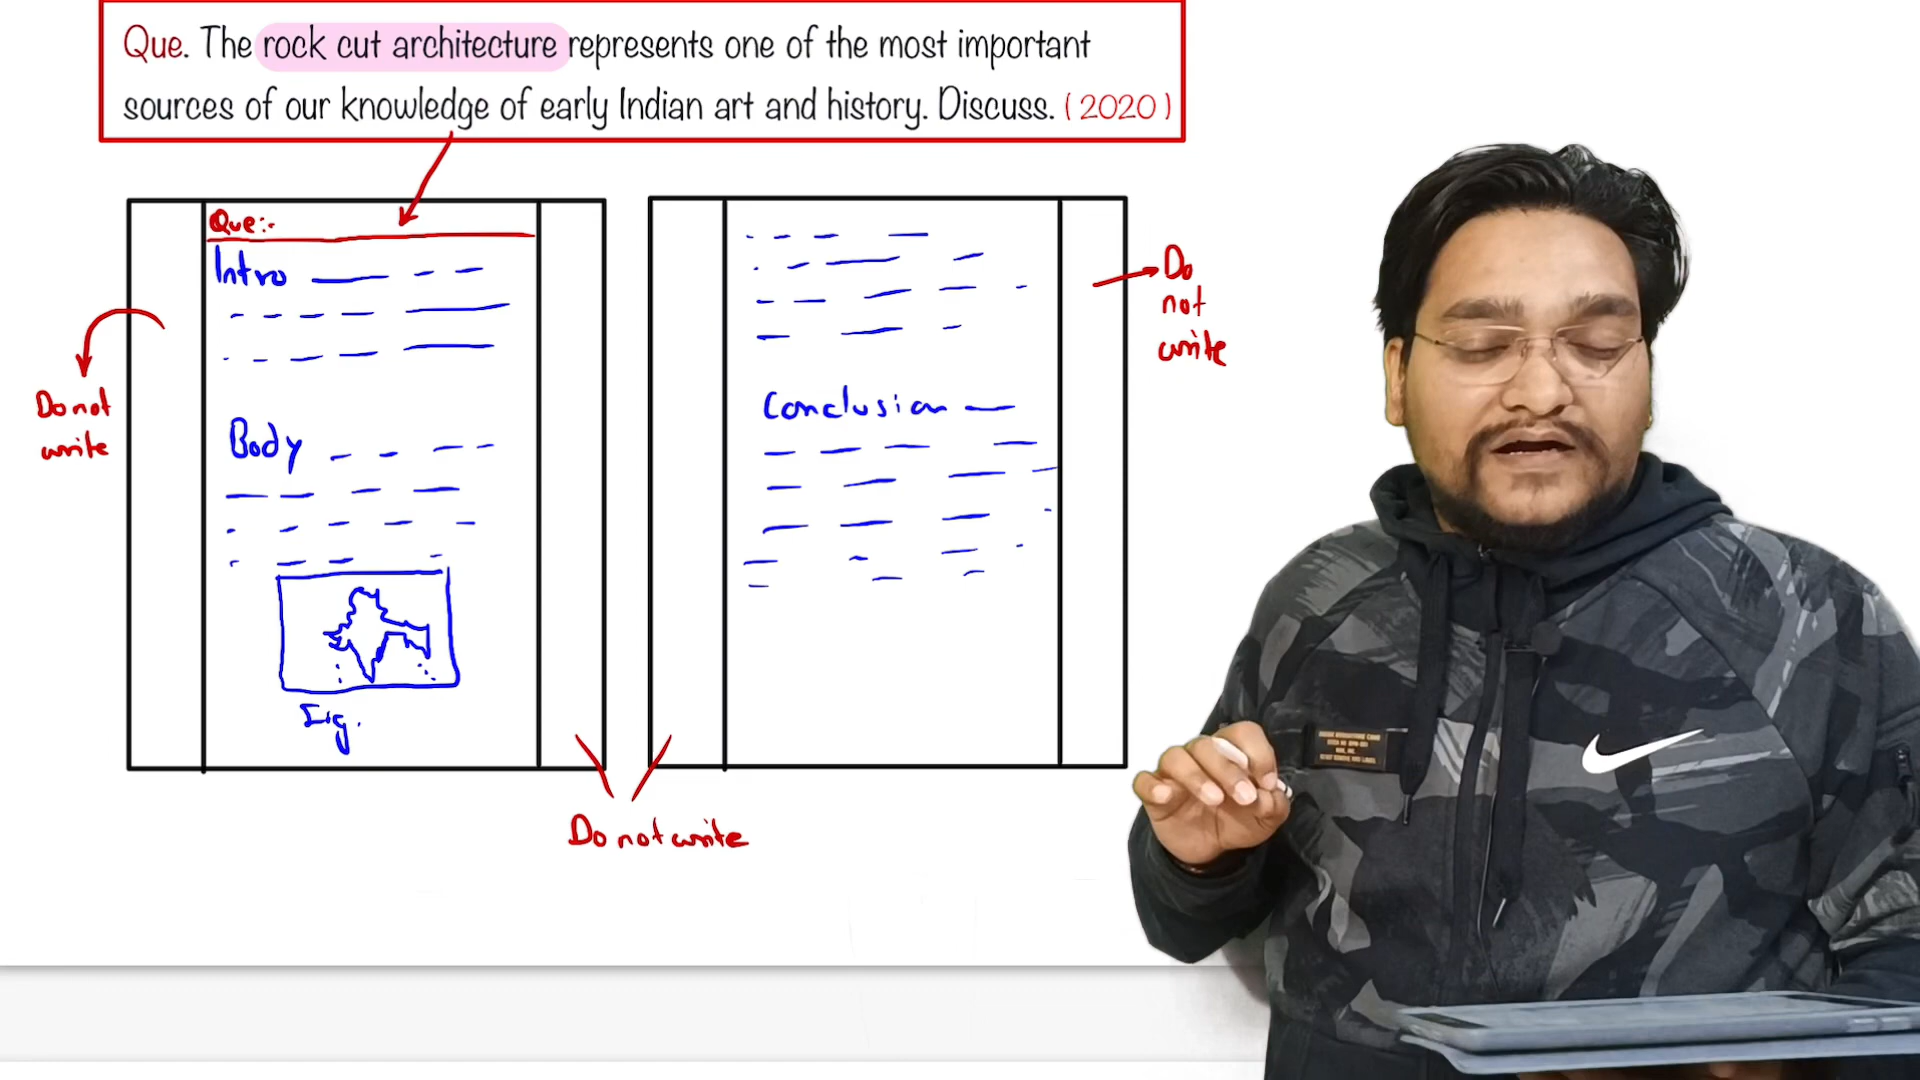 Que. The rock cut architecture represents one of the most important
sources of our knowledge of early Indian art and history. Discuss. (2020)
Que:-
Intro
Body
Fig.
Do not
write
Conclusion
Do
not
write
Do not write